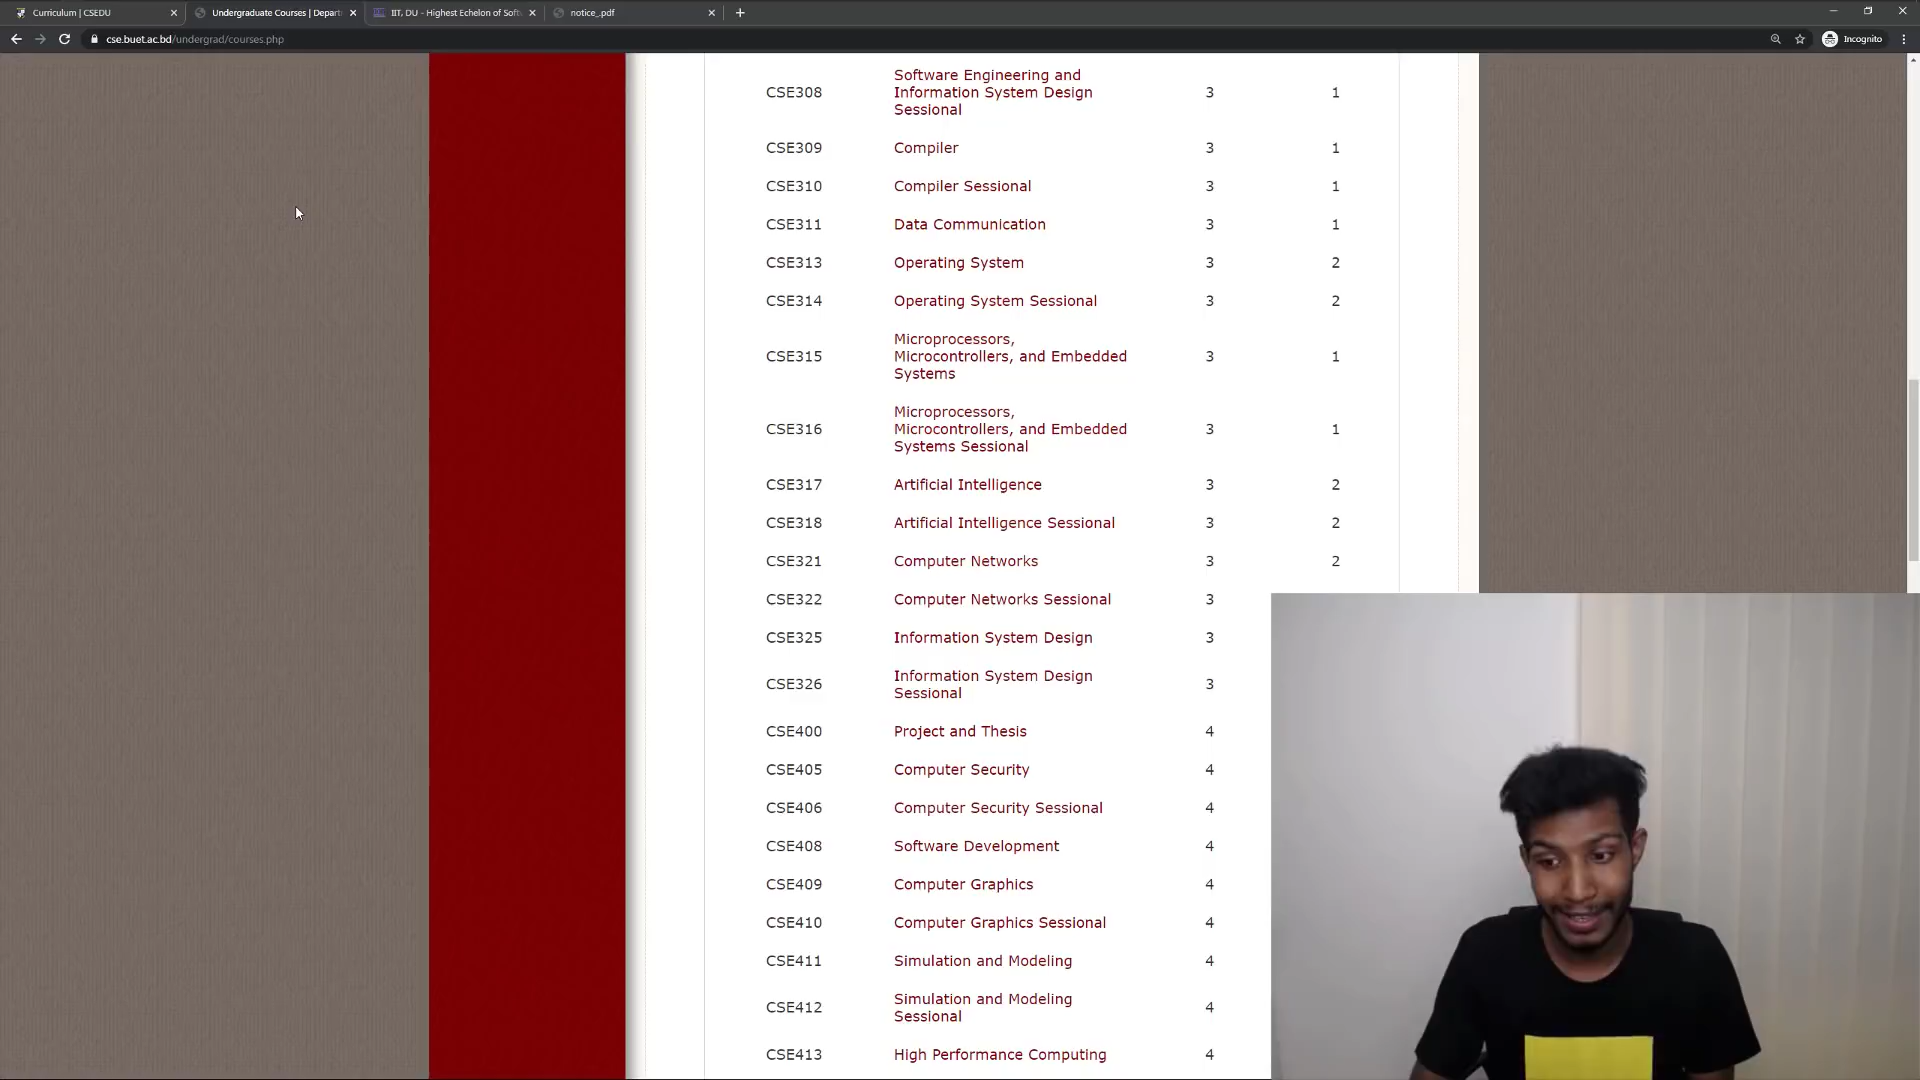 Curriculum | CSEDU
Undergraduate Courses | Depart
IIT, DU - Highest Echelon of Soft
notice_.pdf
cse.buet.ac.bd/undergrad/courses.php
Incognito
CSE308 Software Engineering and Information System Design Sessional 3 1
CSE309 Compiler 3 1
CSE310 Compiler Sessional 3 1
CSE311 Data Communication 3 1
CSE313 Operating System 3 2
CSE314 Operating System Sessional 3 2
CSE315 Microprocessors, Microcontrollers, and Embedded Systems 3 1
CSE316 Microprocessors, Microcontrollers, and Embedded Systems Sessional 3 1
CSE317 Artificial Intelligence 3 2
CSE318 Artificial Intelligence Sessional 3 2
CSE321 Computer Networks 3 2
CSE322 Computer Networks Sessional 3
CSE325 Information System Design 3
CSE326 Information System Design Sessional 3
CSE400 Project and Thesis 4
CSE405 Computer Security 4
CSE406 Computer Security Sessional 4
CSE408 Software Development 4
CSE409 Computer Graphics 4
CSE410 Computer Graphics Sessional 4
CSE411 Simulation and Modeling 4
CSE412 Simulation and Modeling Sessional 4
CSE413 High Performance Computing 4